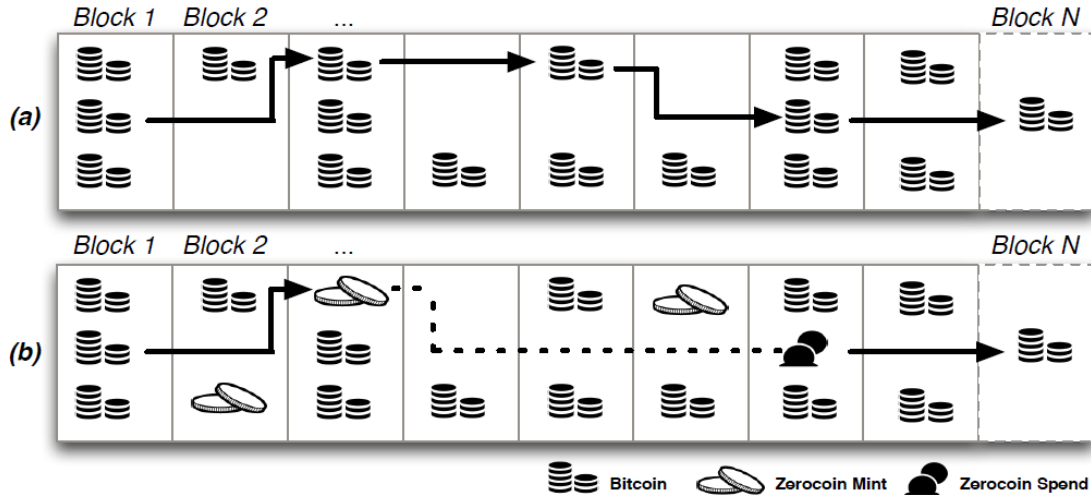 Block 1 Block 2 ... Block N
(a)
Block 1 Block 2 ... Block N
(b)
Bitcoin Zerocoin Mint Zerocoin Spend